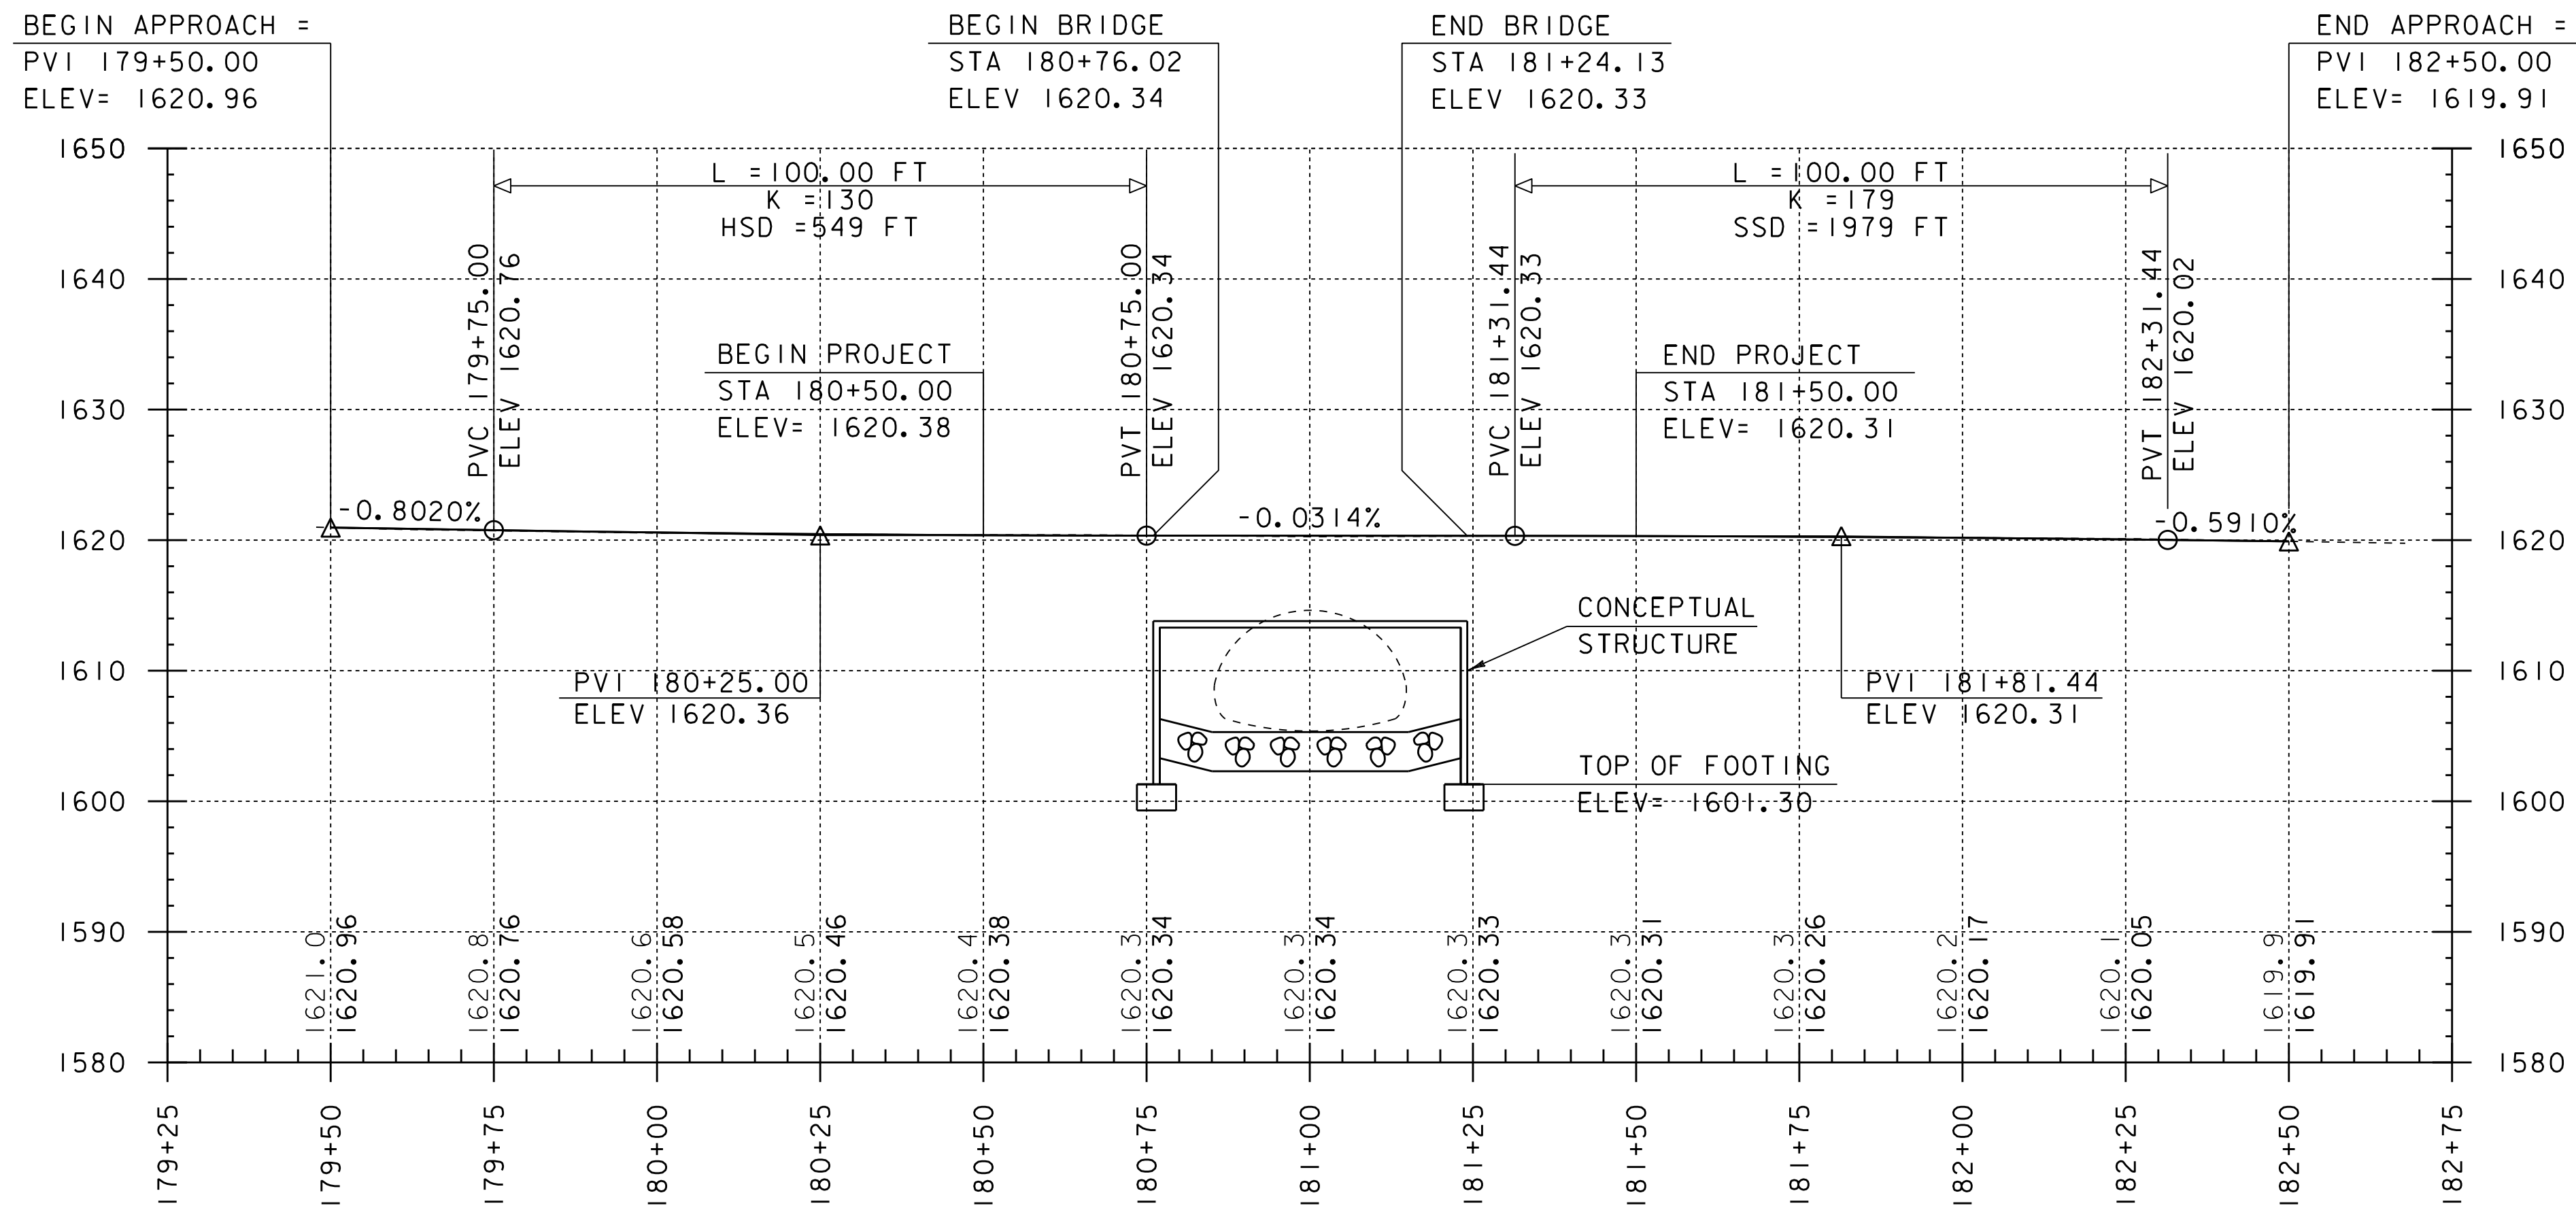 BEGIN APPROACH =
PVI 179+50.00
ELEV= 1620.96
BEGIN BRIDGE
STA 180+76.02
ELEV 1620.34
END BRIDGE
STA 181+24.13
ELEV 1620.33
END APPROACH =
PVI 182+50.00
ELEV= 1619.91
1650
1640
1630
1620
1610
1600
1590
1580
L =100.00 FT
K =130
HSD =549 FT
L =100.00 FT
K =179
SSD =1979 FT
PVC 179+75.00
ELEV 1620.76
PVT 180+75.00
ELEV 1620.34
PVC 181+31.44
ELEV 1620.33
PVT 182+31.44
ELEV 1620.02
BEGIN PROJECT
STA 180+50.00
ELEV= 1620.38
END PROJECT
STA 181+50.00
ELEV= 1620.31
-0.8020%
-0.0314%
-0.5910%
PVI 180+25.00
ELEV 1620.36
CONCEPTUAL
STRUCTURE
PVI 181+81.44
ELEV 1620.31
TOP OF FOOTING
ELEV= 1601.30
1650
1640
1630
1620
1610
1600
1590
1580
1621.0
1620.96
1620.8
1620.76
1620.6
1620.58
1620.5
1620.46
1620.4
1620.38
1620.3
1620.34
1620.3
1620.34
1620.3
1620.33
1620.3
1620.31
1620.3
1620.26
1620.2
1620.17
1620.1
1620.05
1619.9
1619.91
179+25
179+50
179+75
180+00
180+25
180+50
180+75
181+00
181+25
181+50
181+75
182+00
182+25
182+50
182+75